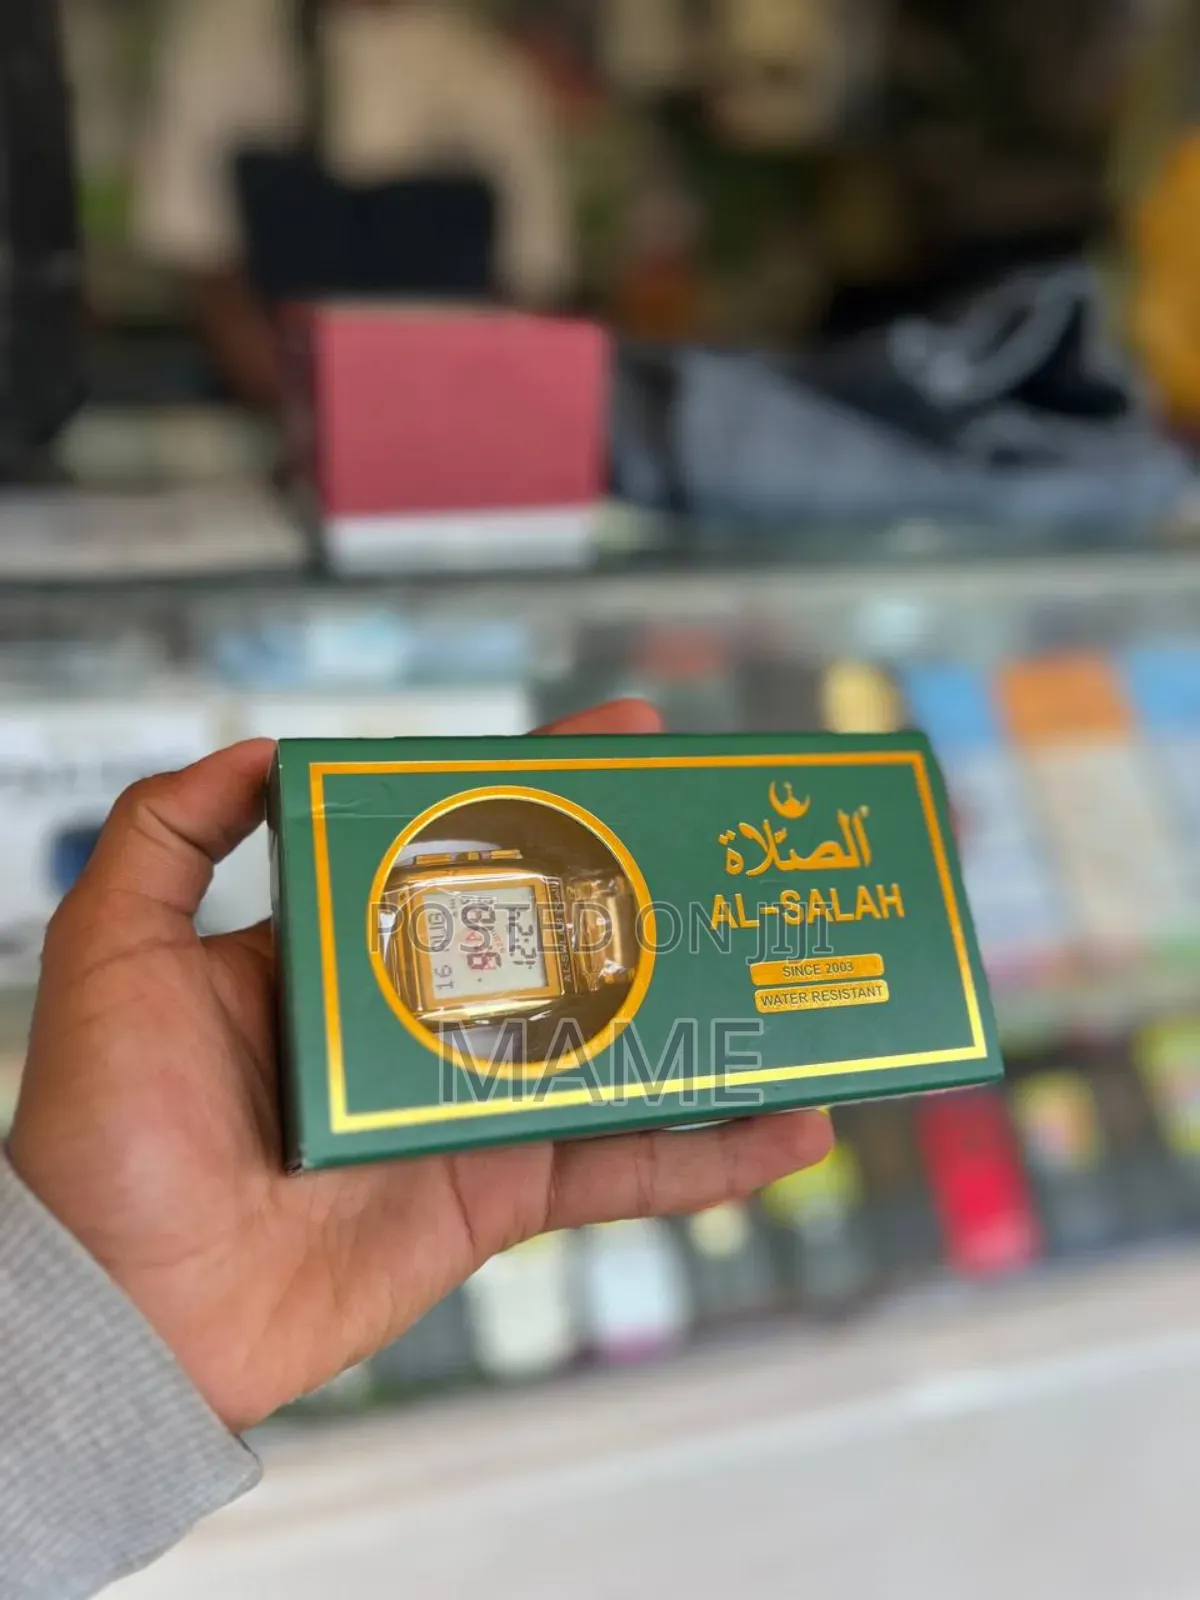 الصلاة
AL-SALAH
SINCE 2003
WATER RESISTANT
POSTED ON JIJI
MAME